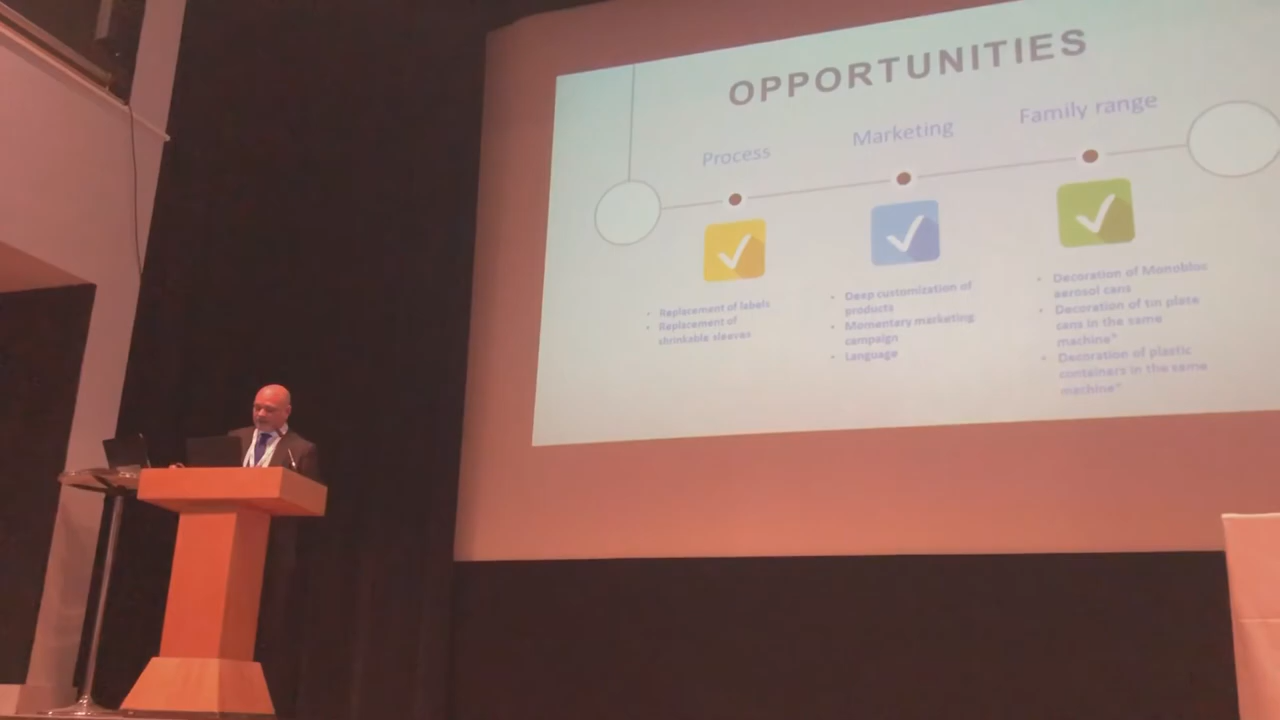 OPPORTUNITIES
Process
Marketing
Family range
• Replacement of labels
• Replacement of
shrinkable sleeves
• Deep customization of
products
• Momentary marketing
campaign
• Language
• Decoration of Monobloc
aerosol cans
• Decoration of tin plate
cans in the same
machine*
• Decoration of plastic
containers in the same
machine*